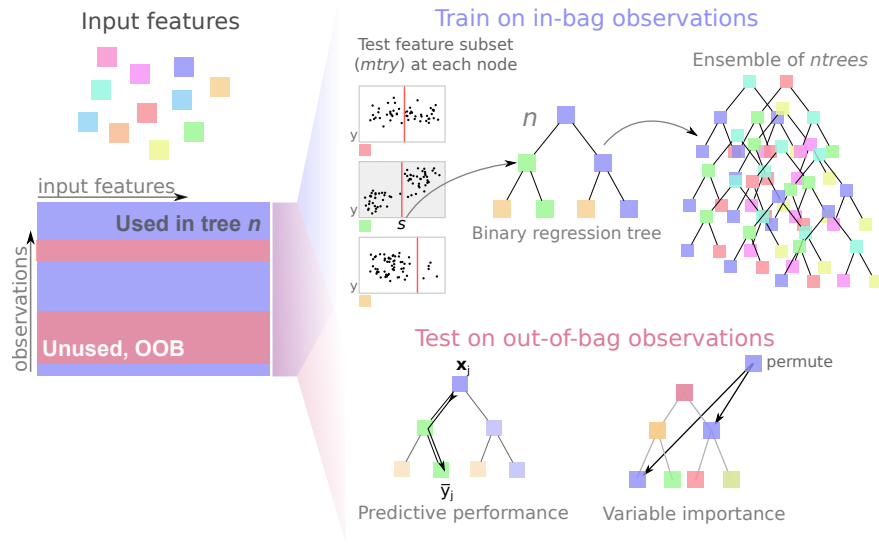 Input features
input features
observations
Used in tree n
Unused, OOB
Train on in-bag observations
Test feature subset
(mtry) at each node
y
y
s
y
n
Binary regression tree
Ensemble of ntrees
Test on out-of-bag observations
xj
y̅j
Predictive performance
permute
Variable importance